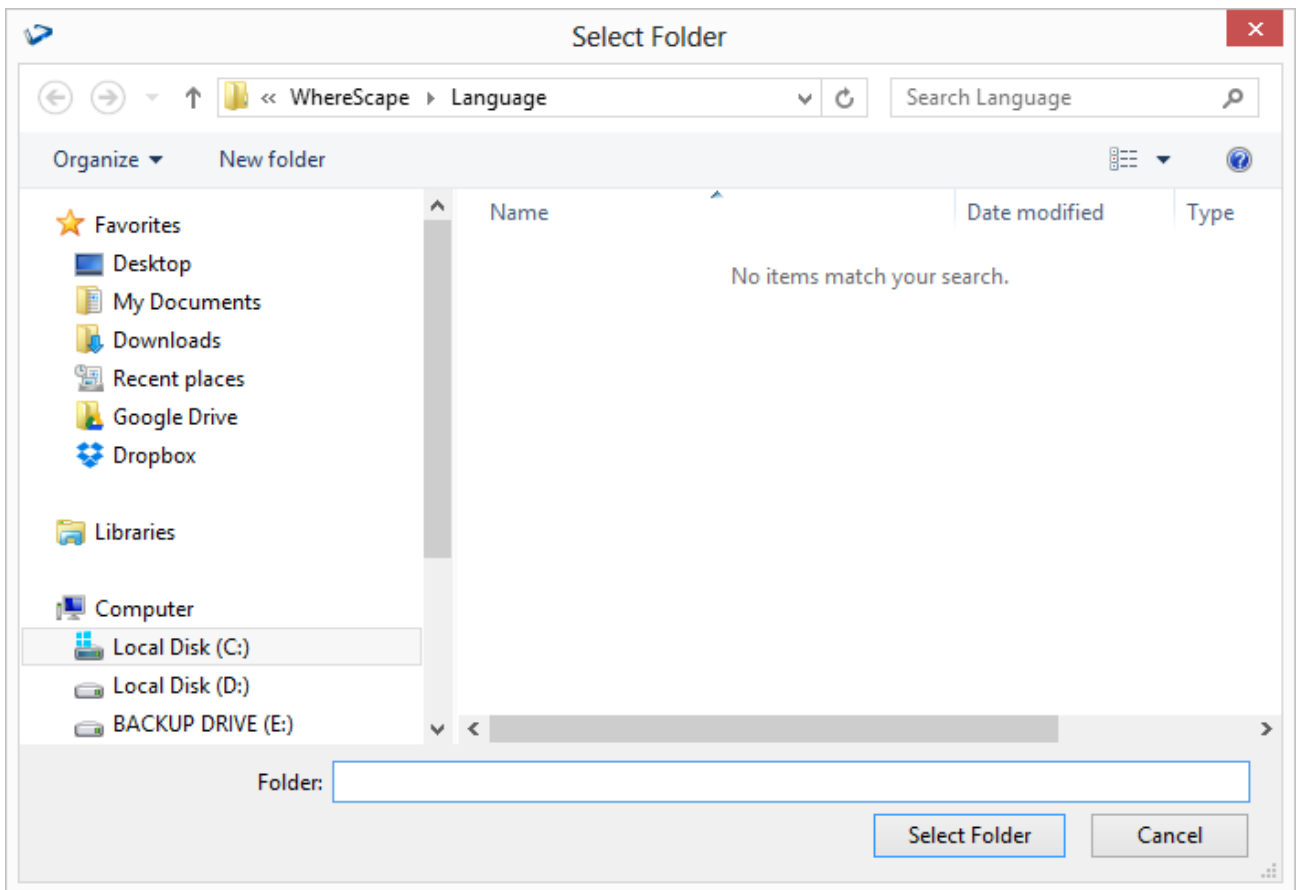 Select Folder
« WhereScape Language
Search Language
Organize New folder
Name Date modified Type
No items match your search.
Favorites
Desktop
My Documents
Downloads
Recent places
Google Drive
Dropbox
Libraries
Computer
Local Disk (C:)
Local Disk (D:)
BACKUP DRIVE (E:)
Folder:
Select Folder Cancel